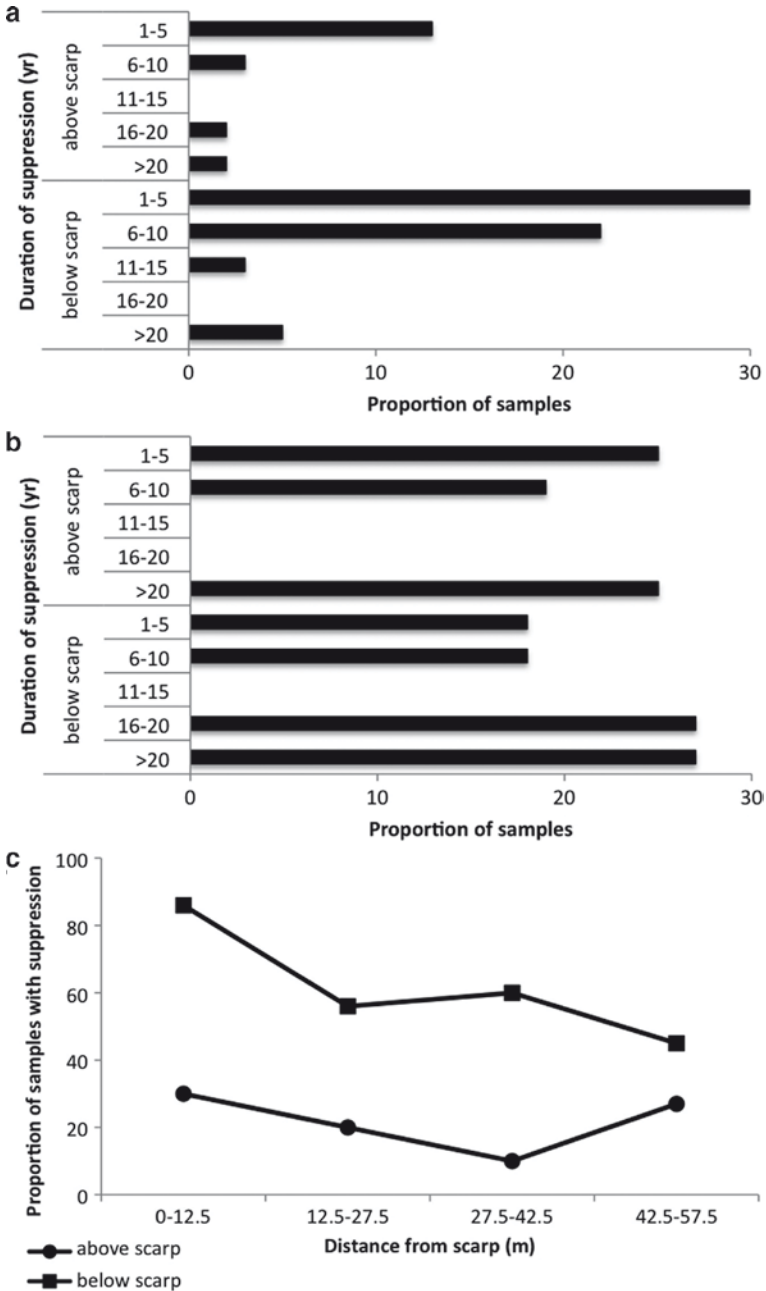 a
Duration of suppression (yr)
above scarp
1-5
6-10
11-15
16-20
>20
below scarp
1-5
6-10
11-15
16-20
>20
0 10 20 30
Proportion of samples
b
Duration of suppression (yr)
above scarp
1-5
6-10
11-15
16-20
>20
below scarp
1-5
6-10
11-15
16-20
>20
0 10 20 30
Proportion of samples
c
Proportion of samples with suppression
100
80
60
40
20
0
0-12.5 12.5-27.5 27.5-42.5 42.5-57.5
Distance from scarp (m)
above scarp
below scarp